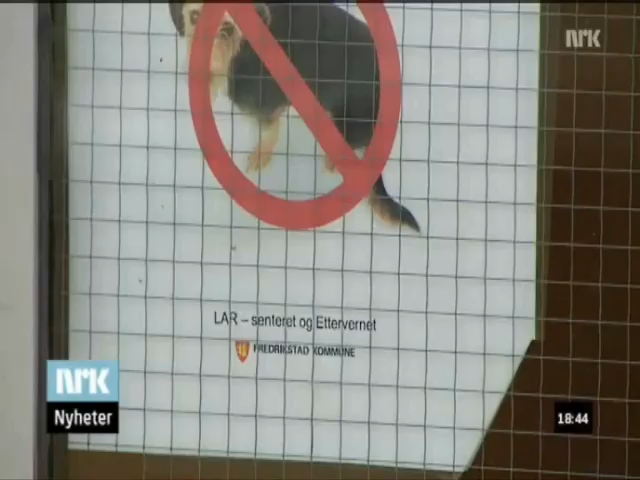 nrk
LAR – senteret og Ettervernet
FREDRIKSTAD KOMMUNE
nrk
Nyheter
18:44